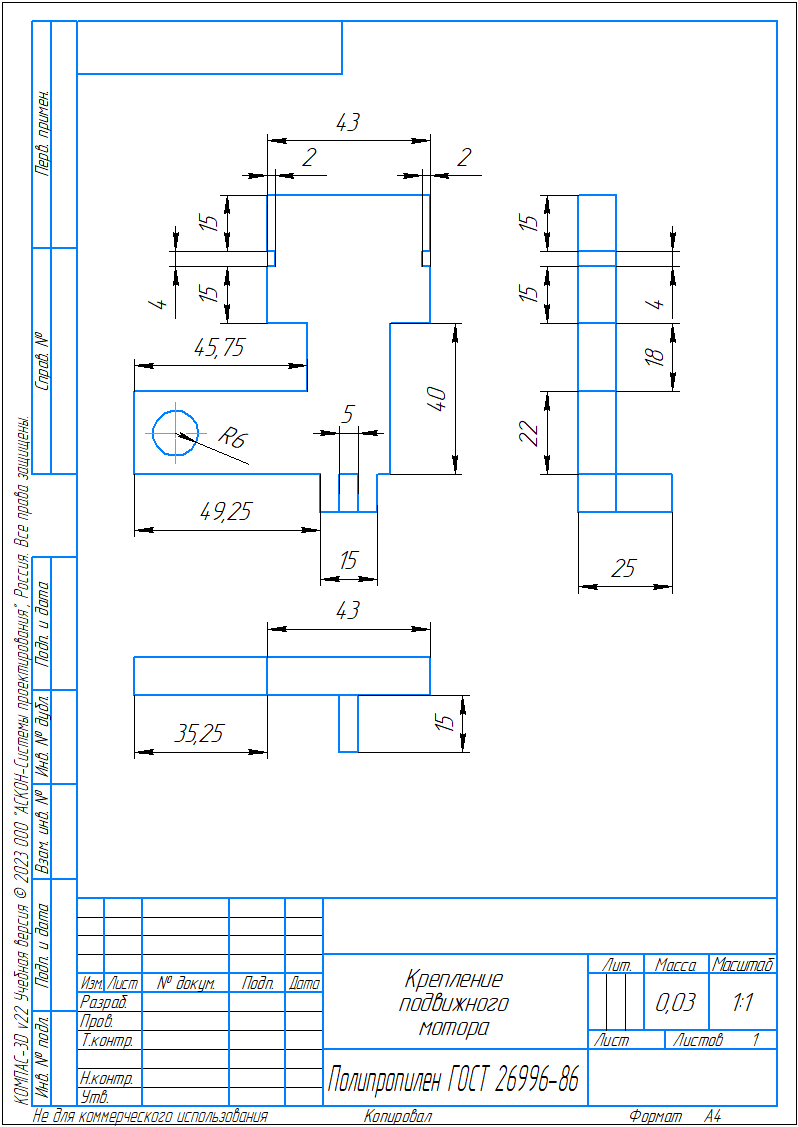 43
2
2
15
15
4
15
15
4
45,75
18
40
5
22
R6
49,25
15
25
43
35,25
15
Перв. примен.
Справ. №
Подп. и дата
Инв. № дубл.
Взам. инв. №
Подп. и дата
Инв. № подл.
КОМПАС-3D v22 Учебная версия © 2023 ООО "АСКОН-Системы проектирования", Россия. Все права защищены.
Изм. Лист № докум. Подп. Дата
Разраб.
Пров.
Т.контр.
Н.контр.
Утв.
Крепление
подвижного
мотора
Полипропилен ГОСТ 26996-86
Лит. Масса Масштаб
0,03 1:1
Лист Листов 1
Не для коммерческого использования Копировал Формат А4